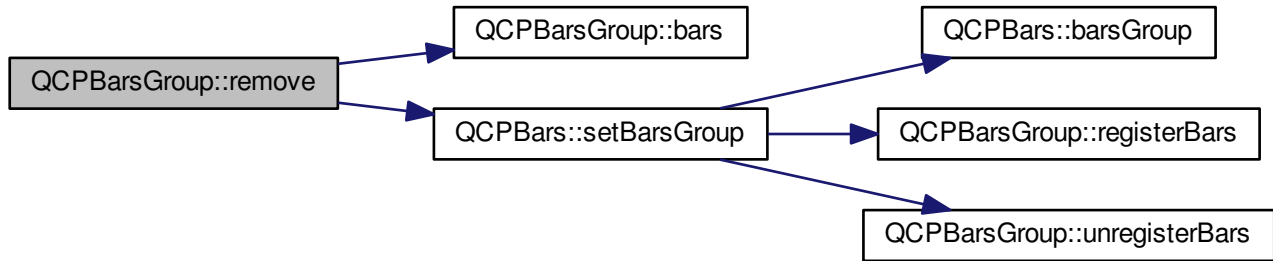 QCPBarsGroup::remove
QCPBarsGroup::bars
QCPBars::setBarsGroup
QCPBars::barsGroup
QCPBarsGroup::registerBars
QCPBarsGroup::unregisterBars